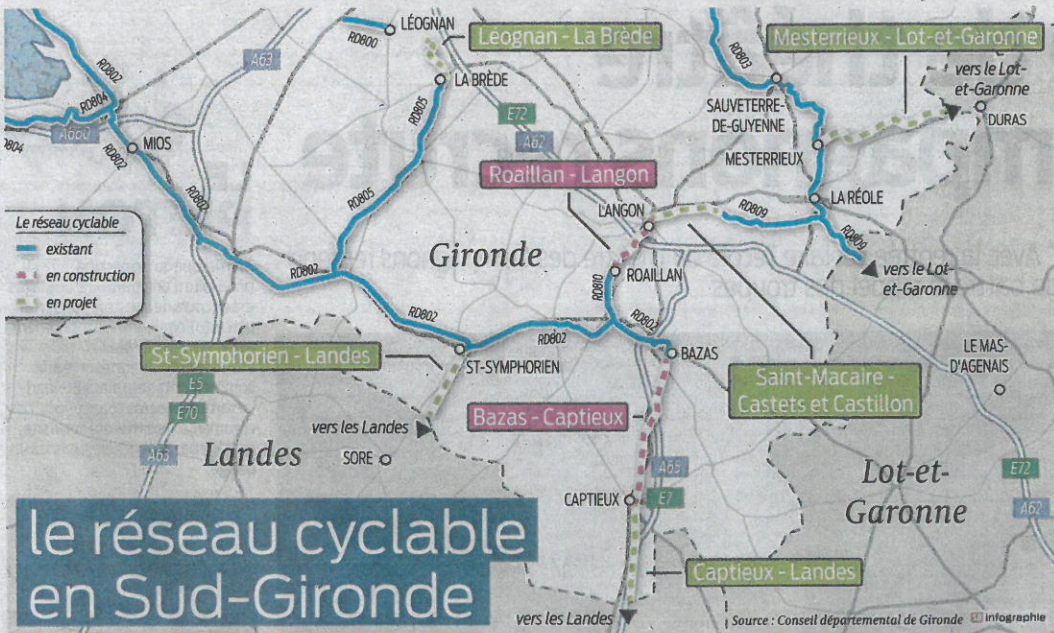 LÉOGNAN
RD800
Léognan - La Brède
Mesterrieux - Lot-et-Garonne
RD802
A63
RD803
vers le Lot-
et-Garonne
RD804
LA BRÈDE
E72
SAUVETERRE-
DE-GUYENNE
DURAS
A660
RD805
A62
MIOS
RD802
MESTERRIEUX
Roaillan - Langon
RD802
RD805
LANGON
RD809
LA RÉOLE
Le réseau cyclable
existant
en construction
en projet
Gironde
RD809
ROAILLAN
RD802
RD810
vers le Lot-
et-Garonne
RD802
RD802
RD802
St-Symphorien - Landes
ST-SYMPHORIEN
BAZAS
LE MAS-
D'AGENAIS
E5
Saint-Macaire -
Castets et Castillon
E70
Bazas - Captieux
vers les Landes
A63
Landes
SORE
A65
Lot-et-
Garonne
E72
CAPTIEUX
E7
A62
le réseau cyclable
en Sud-Gironde
Captieux - Landes
vers les Landes
Source : Conseil départemental de Gironde
infographie